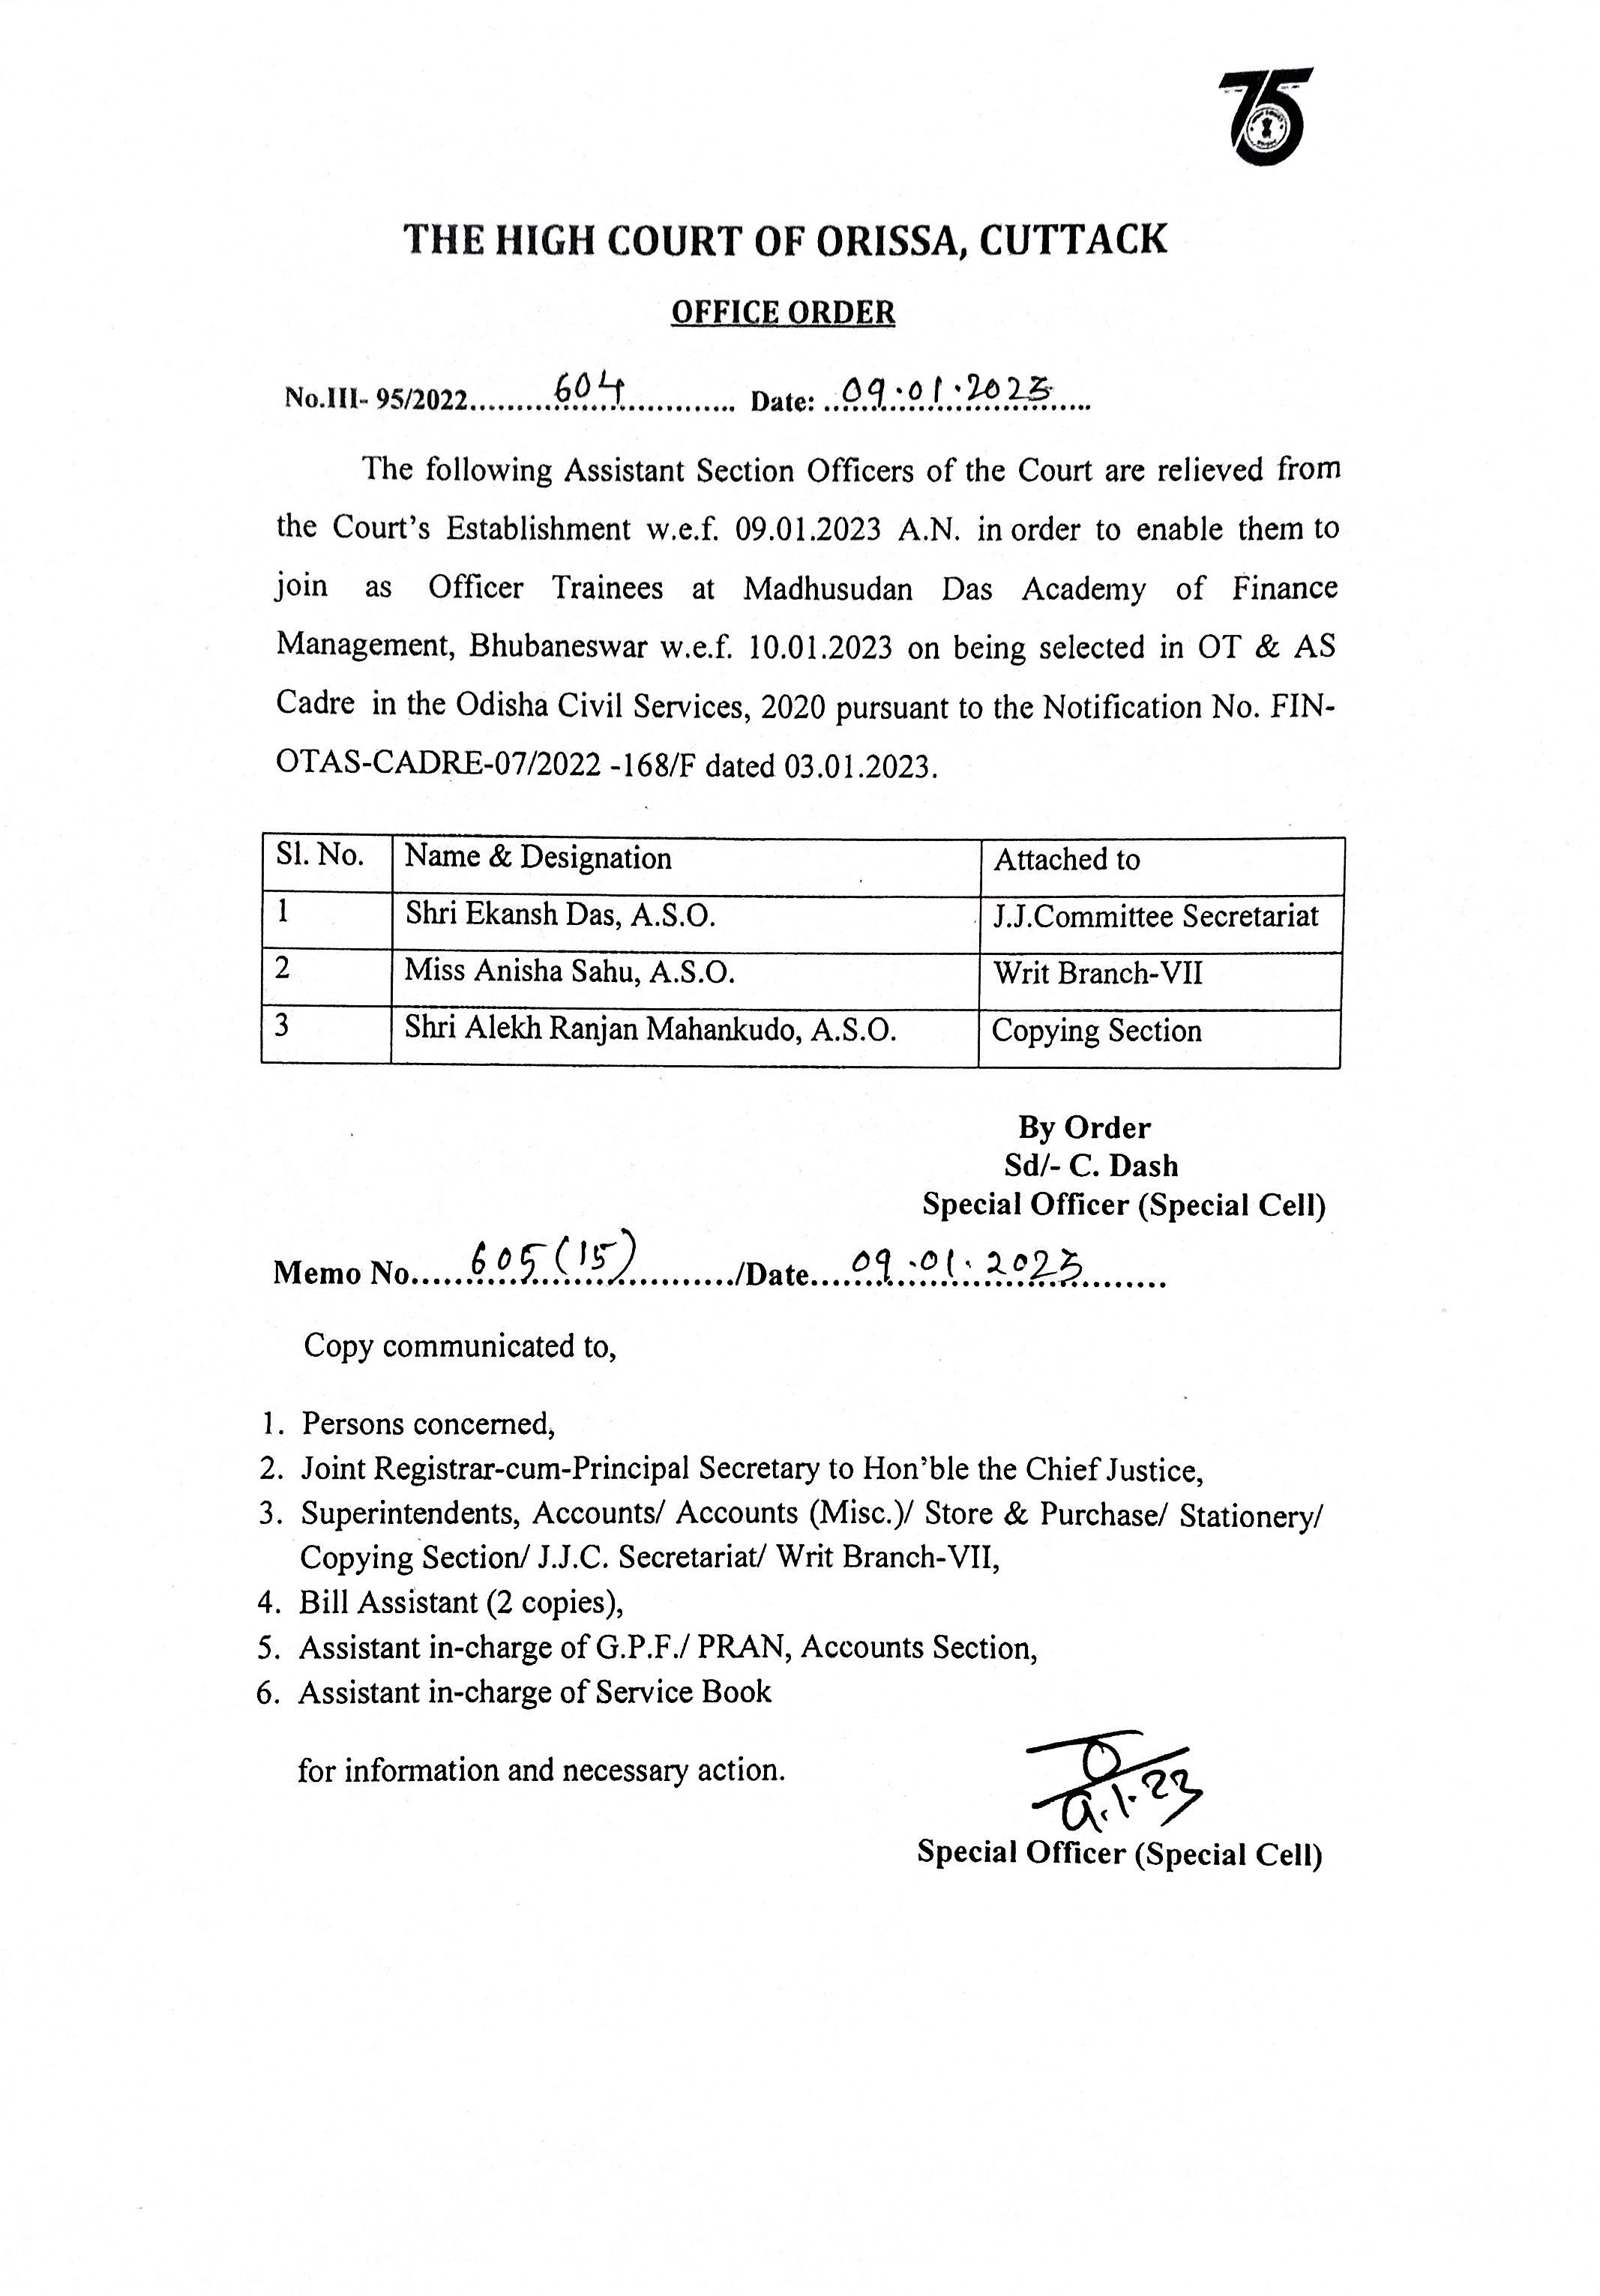 75
THE HIGH COURT OF ORISSA, CUTTACK
OFFICE ORDER
No.III- 95/2022.........604.............. Date: ..09.01.2023.....
The following Assistant Section Officers of the Court are relieved from
the Court's Establishment w.e.f. 09.01.2023 A.N. in order to enable them to
join as Officer Trainees at Madhusudan Das Academy of Finance
Management, Bhubaneswar w.e.f. 10.01.2023 on being selected in OT & AS
Cadre in the Odisha Civil Services, 2020 pursuant to the Notification No. FIN-
OTAS-CADRE-07/2022 -168/F dated 03.01.2023.
Sl. No. Name & Designation Attached to
1 Shri Ekansh Das, A.S.O. J.J.Committee Secretariat
2 Miss Anisha Sahu, A.S.O. Writ Branch-VII
3 Shri Alekh Ranjan Mahankudo, A.S.O. Copying Section
By Order
Sd/- C. Dash
Special Officer (Special Cell)
Memo No......605(15)........../Date....09.01.2023.........
Copy communicated to,
1. Persons concerned,
2. Joint Registrar-cum-Principal Secretary to Hon'ble the Chief Justice,
3. Superintendents, Accounts/ Accounts (Misc.)/ Store & Purchase/ Stationery/
Copying Section/ J.J.C. Secretariat/ Writ Branch-VII,
4. Bill Assistant (2 copies),
5. Assistant in-charge of G.P.F./ PRAN, Accounts Section,
6. Assistant in-charge of Service Book
for information and necessary action.
9.1.23
Special Officer (Special Cell)